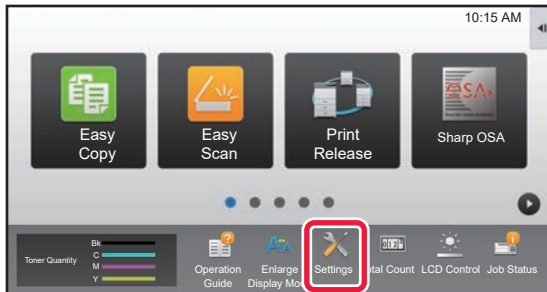 10:15 AM
Easy
Copy
Easy
Scan
Print
Release
OSA
Sharp OSA
Toner Quantity
Bk
C
M
Y
Operation
Guide
Enlarge
Display Mo
Settings
tal Count
LCD Control
Job Status